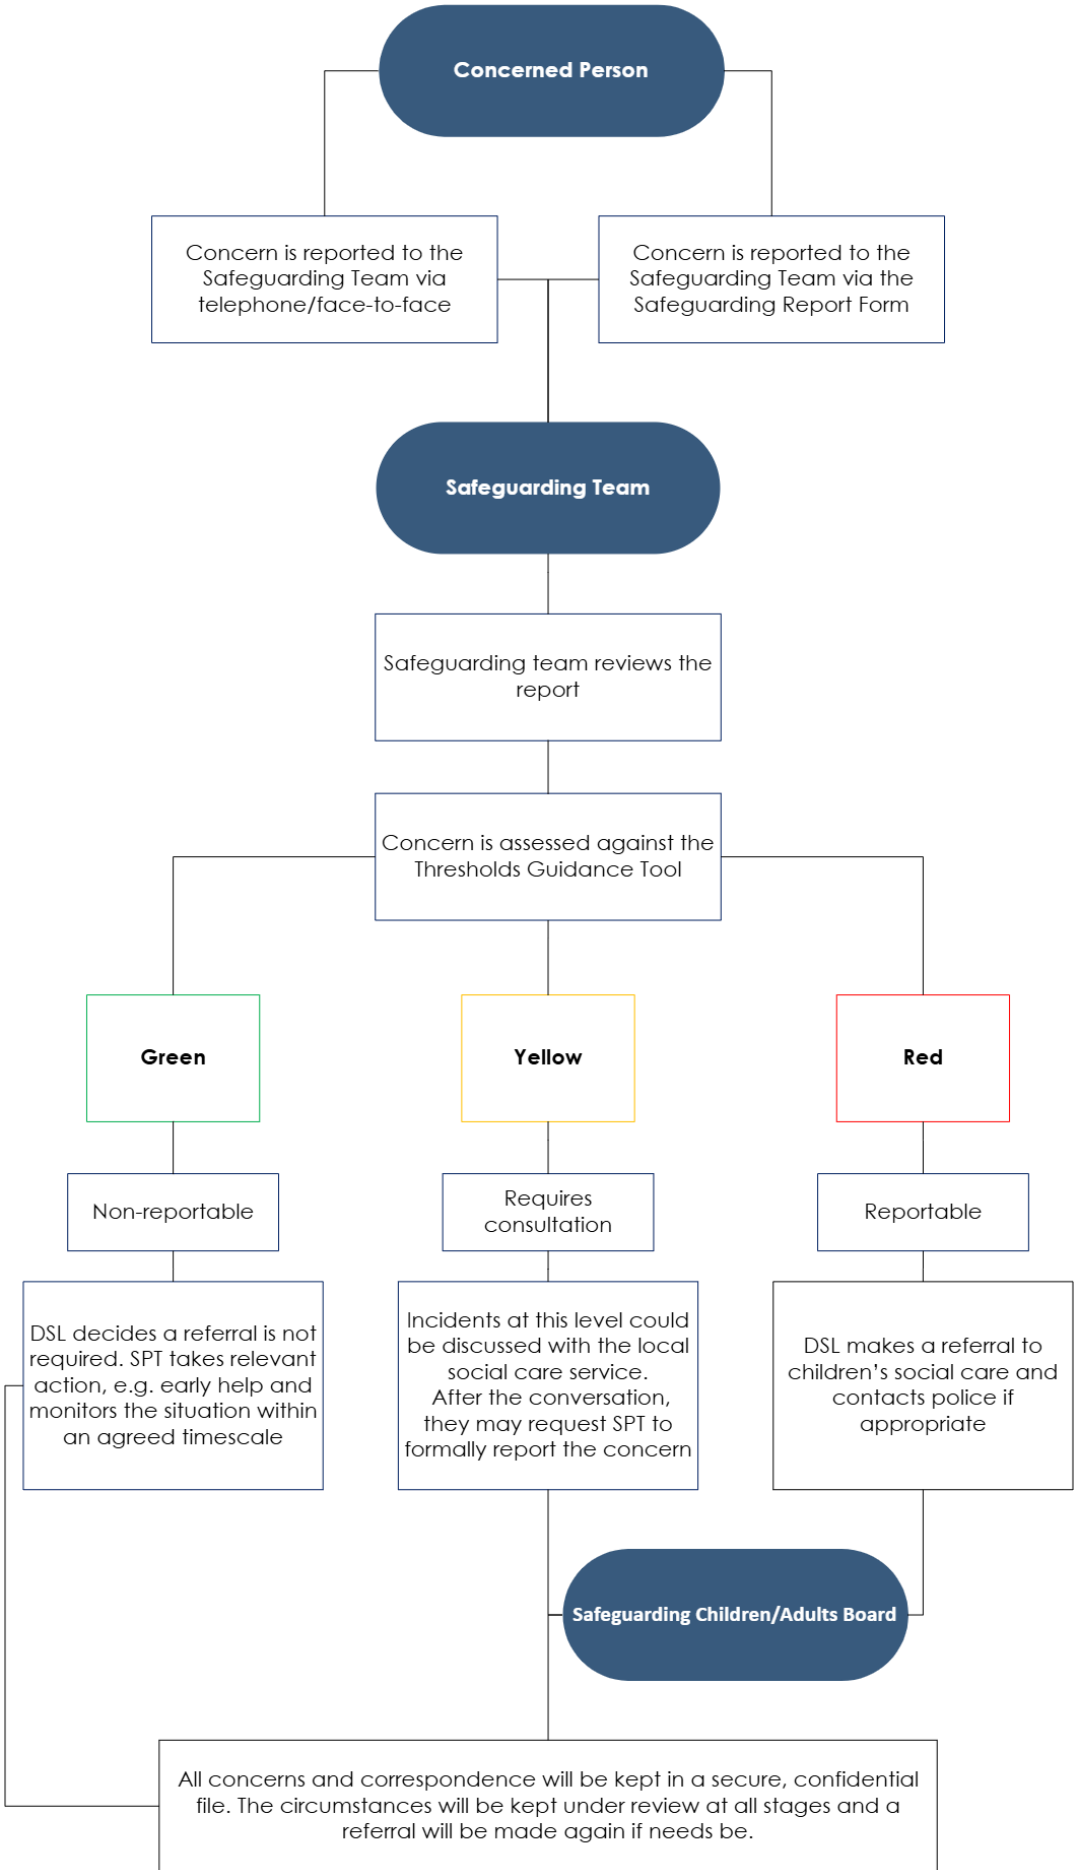 Concerned Person
Concern is reported to the
Safeguarding Team via
telephone/face-to-face
Concern is reported to the
Safeguarding Team via the
Safeguarding Report Form
Safeguarding Team
Safeguarding team reviews the
report
Concern is assessed against the
Thresholds Guidance Tool
Green
Yellow
Red
Non-reportable
Requires
consultation
Reportable
DSL decides a referral is not
required. SPT takes relevant
action, e.g. early help and
monitors the situation within
an agreed timescale
Incidents at this level could
be discussed with the local
social care service.
After the conversation,
they may request SPT to
formally report the concern
DSL makes a referral to
children’s social care and
contacts police if
appropriate
Safeguarding Children/Adults Board
All concerns and correspondence will be kept in a secure, confidential
file. The circumstances will be kept under review at all stages and a
referral will be made again if needs be.